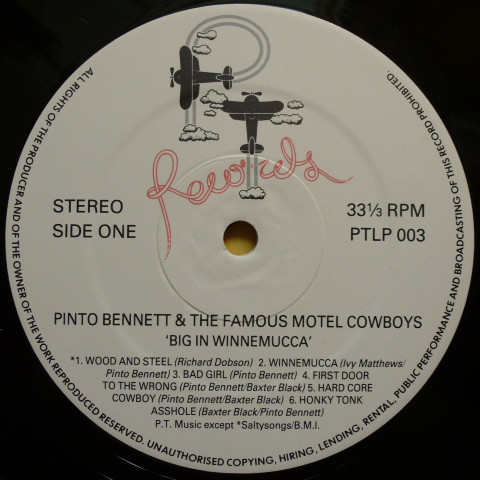 Records
STEREO
SIDE ONE
33⅓ RPM
PTLP 003
PINTO BENNETT & THE FAMOUS MOTEL COWBOYS
'BIG IN WINNEMUCCA'
*1. WOOD AND STEEL (Richard Dobson) 2. WINNEMUCCA (Ivy Matthews/
Pinto Bennett) 3. BAD GIRL (Pinto Bennett) 4. FIRST DOOR
TO THE WRONG (Pinto Bennett/Baxter Black) 5. HARD CORE
COWBOY (Pinto Bennett/Baxter Black) 6. HONKY TONK
ASSHOLE (Baxter Black/Pinto Bennett)
P.T. Music except *Saltysongs/B.M.I.
ALL RIGHTS OF THE PRODUCER AND OF THE OWNER OF THE WORK REPRODUCED RESERVED. UNAUTHORISED COPYING, HIRING, LENDING, RENTAL, PUBLIC PERFORMANCE AND BROADCASTING OF THIS RECORD PROHIBITED.